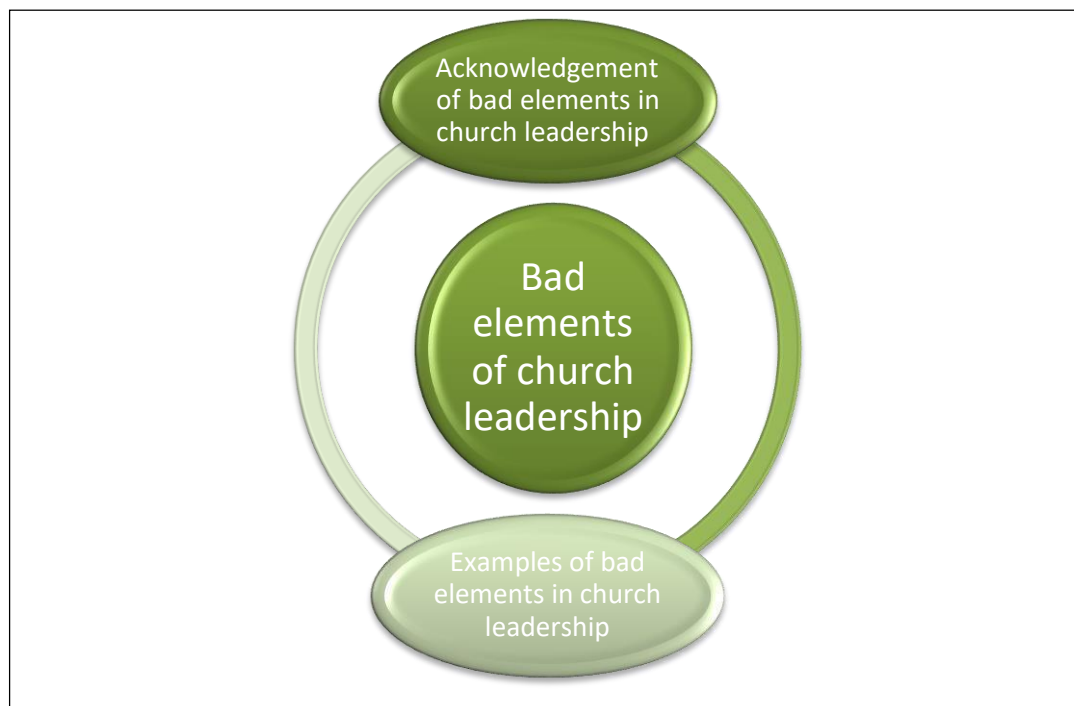 Acknowledgement
of bad elements in
church leadership
Bad
elements
of church
leadership
Examples of bad
elements in church
leadership